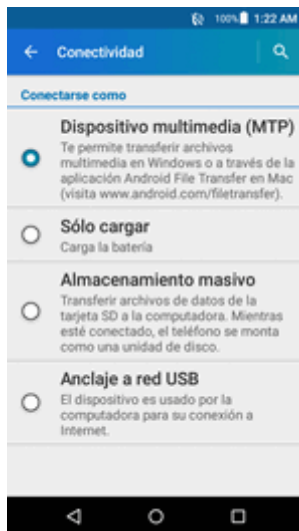 100% 1:22 AM
Conectividad
Conectarse como
Dispositivo multimedia (MTP)
Te permite transferir archivos
multimedia en Windows o a través de la
aplicación Android File Transfer en Mac
(visita www.android.com/filetransfer).
Sólo cargar
Carga la batería
Almacenamiento masivo
Transferir archivos de datos de la
tarjeta SD a la computadora. Mientras
esté conectado, el teléfono se monta
como una unidad de disco.
Anclaje a red USB
El dispositivo es usado por la
computadora para su conexión a
Internet.